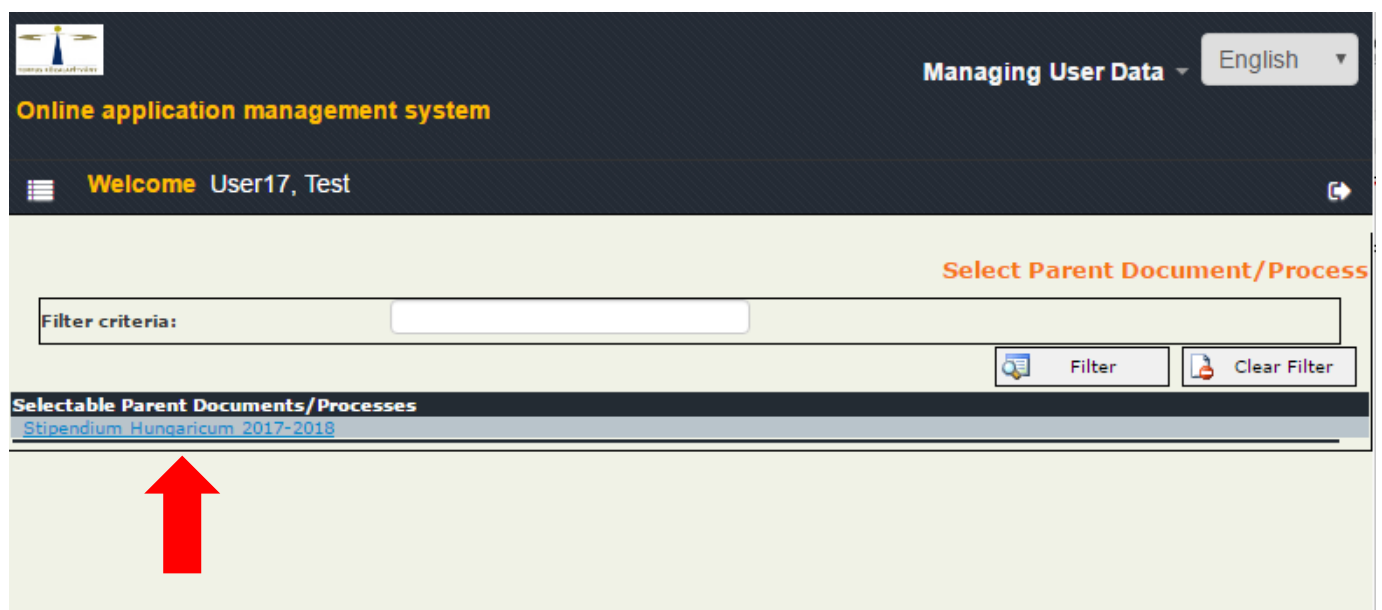 Managing User Data
English
Online application management system
Welcome User17, Test
Select Parent Document/Process
Filter criteria:
Filter
Clear Filter
Selectable Parent Documents/Processes
Stipendium Hungaricum 2017-2018